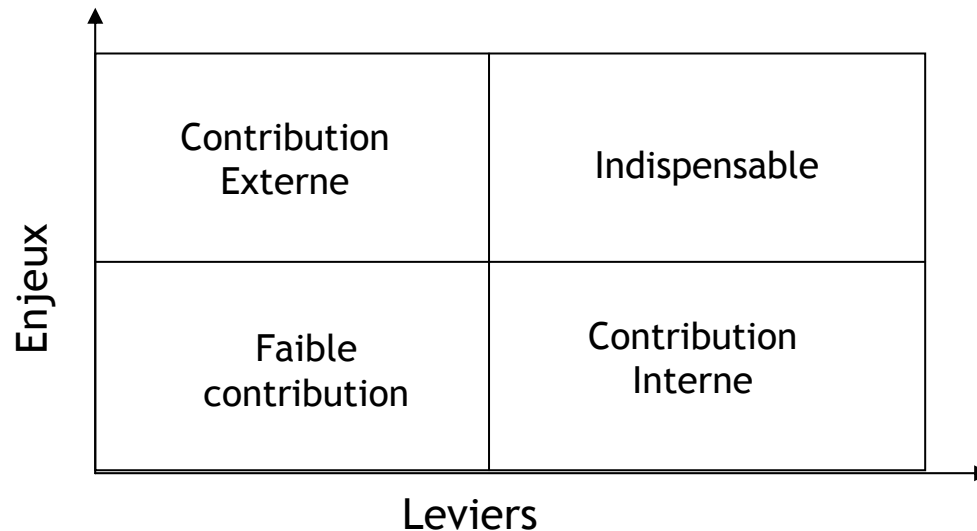 Contribution
Externe
Indispensable
Enjeux
Faible
contribution
Contribution
Interne
Leviers